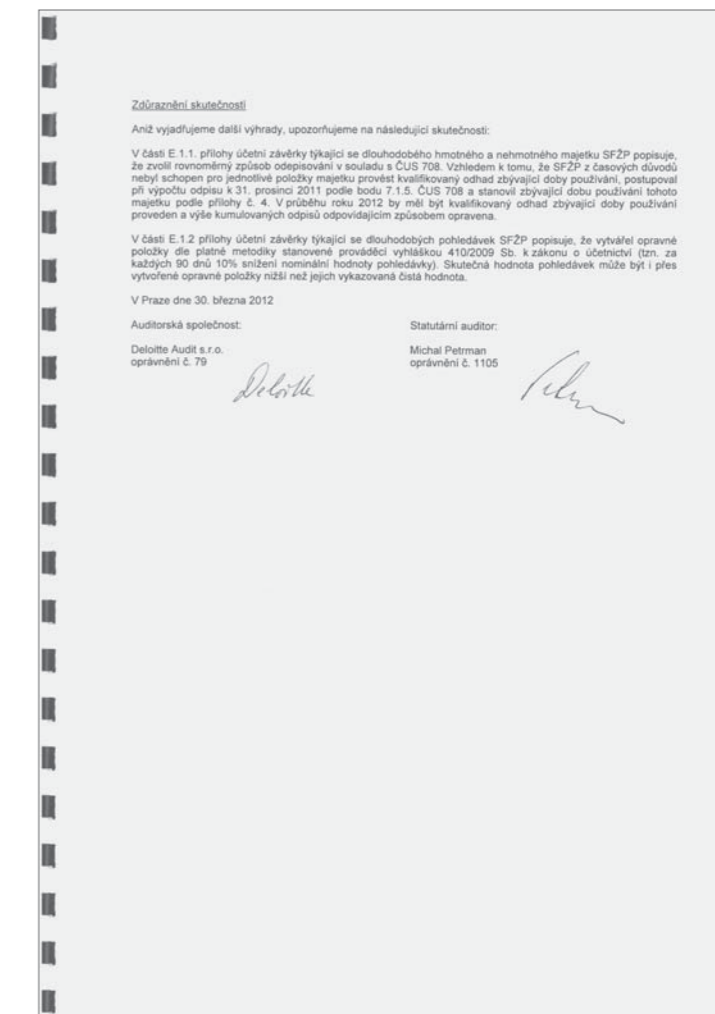 Zdůraznění skutečností
Aniž vyjadřujeme další výhrady, upozorňujeme na následující skutečnosti:
V části E.1.1. přílohy účetní závěrky týkající se dlouhodobého hmotného a nehmotného majetku SFŽP popisuje,
že zvolil rovnoměrný způsob odepisování v souladu s ČUS 708. Vzhledem k tomu, že SFŽP z časových důvodů
nebyl schopen pro jednotlivé položky majetku provést kvalifikovaný odhad zbývající doby používání, postupoval
při výpočtu odpisu k 31. prosinci 2011 podle bodu 7.1.5. ČUS 708 a stanovil zbývající dobu používání tohoto
majetku podle přílohy č. 4. V průběhu roku 2012 by měl být kvalifikovaný odhad zbývající doby používání
proveden a výše kumulovaných odpisů odpovídajícím způsobem opravena.
V části E.1.2 přílohy účetní závěrky týkající se dlouhodobých pohledávek SFŽP popisuje, že vytvářel opravné
položky dle platné metodiky stanovené prováděcí vyhláškou 410/2009 Sb. k zákonu o účetnictví (tzn. za
každých 90 dnů 10% snížení nominální hodnoty pohledávky). Skutečná hodnota pohledávek může být i přes
vytvořené opravné položky nižší než jejich vykazovaná čistá hodnota.
V Praze dne 30. března 2012
Auditorská společnost:
Deloitte Audit s.r.o.
oprávnění č. 79
Deloitte
Statutární auditor:
Michal Petrman
oprávnění č. 1105